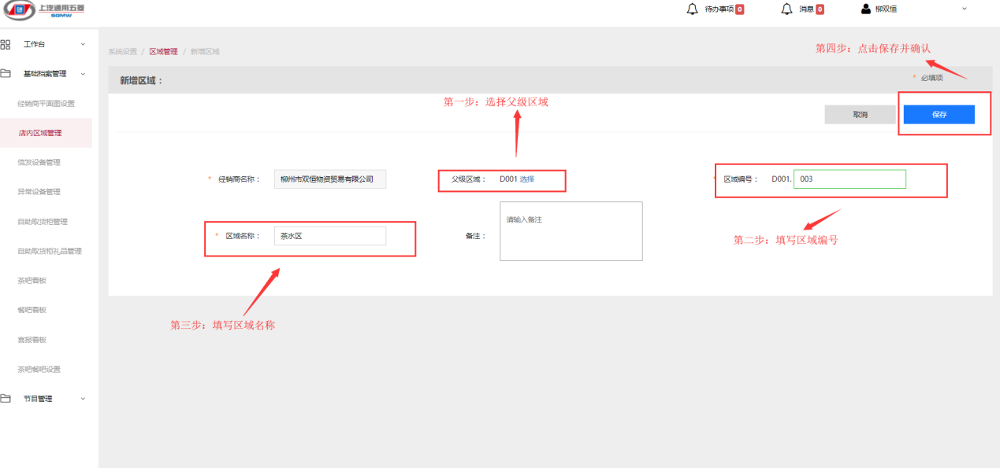 上汽通用五菱
SGMW
待办事项 0
消息 0
柳双恒
工作台
基础档案管理
经销商平面图设置
店内区域管理
信发设备管理
异常设备管理
自助取货柜管理
自助取货柜礼品管理
茶吧看板
餐吧看板
客报看板
茶吧餐吧设置
节目管理
系统设置 / 区域管理 / 新增区域
第四步：点击保存并确认
新增区域：
* 必填项
第一步：选择父级区域
取消
保存
* 经销商名称：
柳州市双恒物资贸易有限公司
父级区域： D001 选择
* 区域编号： D001. 003
* 区域名称： 茶水区
备注：
请输入备注
第二步：填写区域编号
第三步：填写区域名称